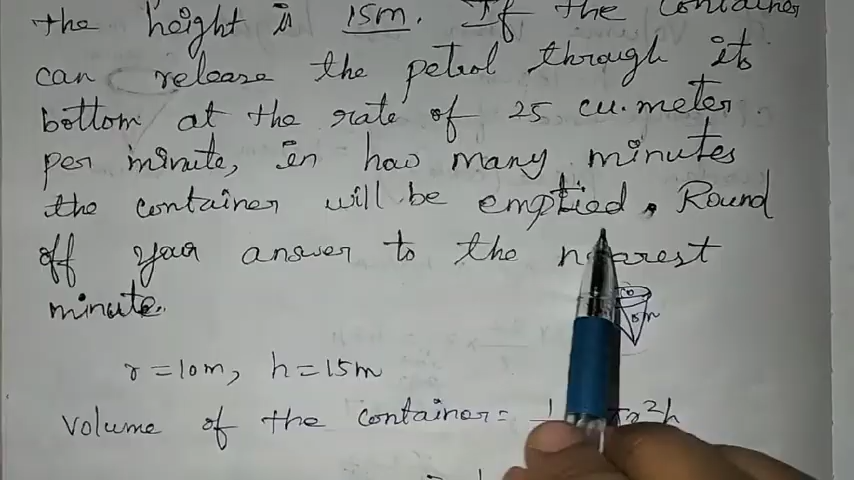 the height is 15m. If the container
can release the petrol through its
bottom at the rate of 25 cu.meter
per minute, in how many minutes
the container will be emptied. Round
off your answer to the nearest
minute.
r = 10m, h = 15m
volume of the container = πr²h